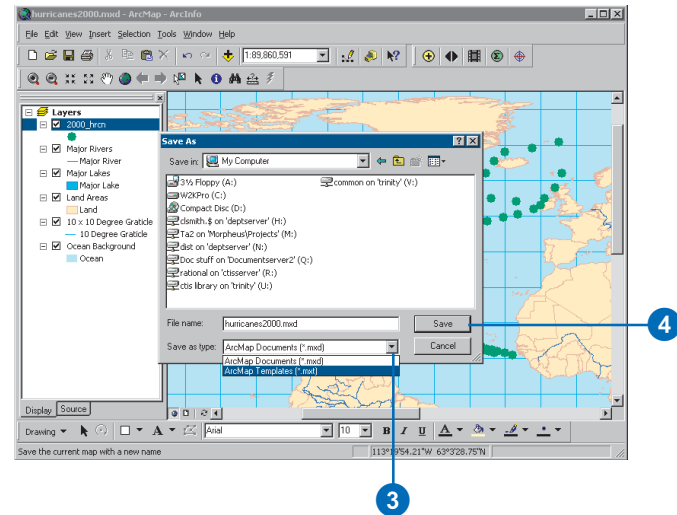 hurricanes2000.mxd - ArcMap - ArcInfo
File Edit View Insert Selection Tools Window Help
1:89,860,591
Layers
2000_hrcn
Major Rivers
Major River
Major Lakes
Major Lake
Land Areas
Land
10 x 10 Degree Graticle
10 Degree Graticle
Ocean Background
Ocean
Display Source
Save As
Save in: My Computer
3½ Floppy (A:)
W2KPro (C:)
Compact Disc (D:)
clsmith.$ on 'deptserver' (H:)
Ta2 on 'Morpheus\Projects' (M:)
dist on 'deptserver' (N:)
Doc stuff on 'Documentserver2' (Q:)
rational on 'ctisserver' (R:)
ctis library on 'trinity' (U:)
common on 'trinity' (V:)
File name: hurricanes2000.mxd Save
Save as type: ArcMap Documents (*.mxd) Cancel
ArcMap Documents (*.mxd)
ArcMap Templates (*.mxt)
4
Drawing A Arial 10 B I U A
Save the current map with a new name 113°19'54.21"W 63°3'28.75"N
3